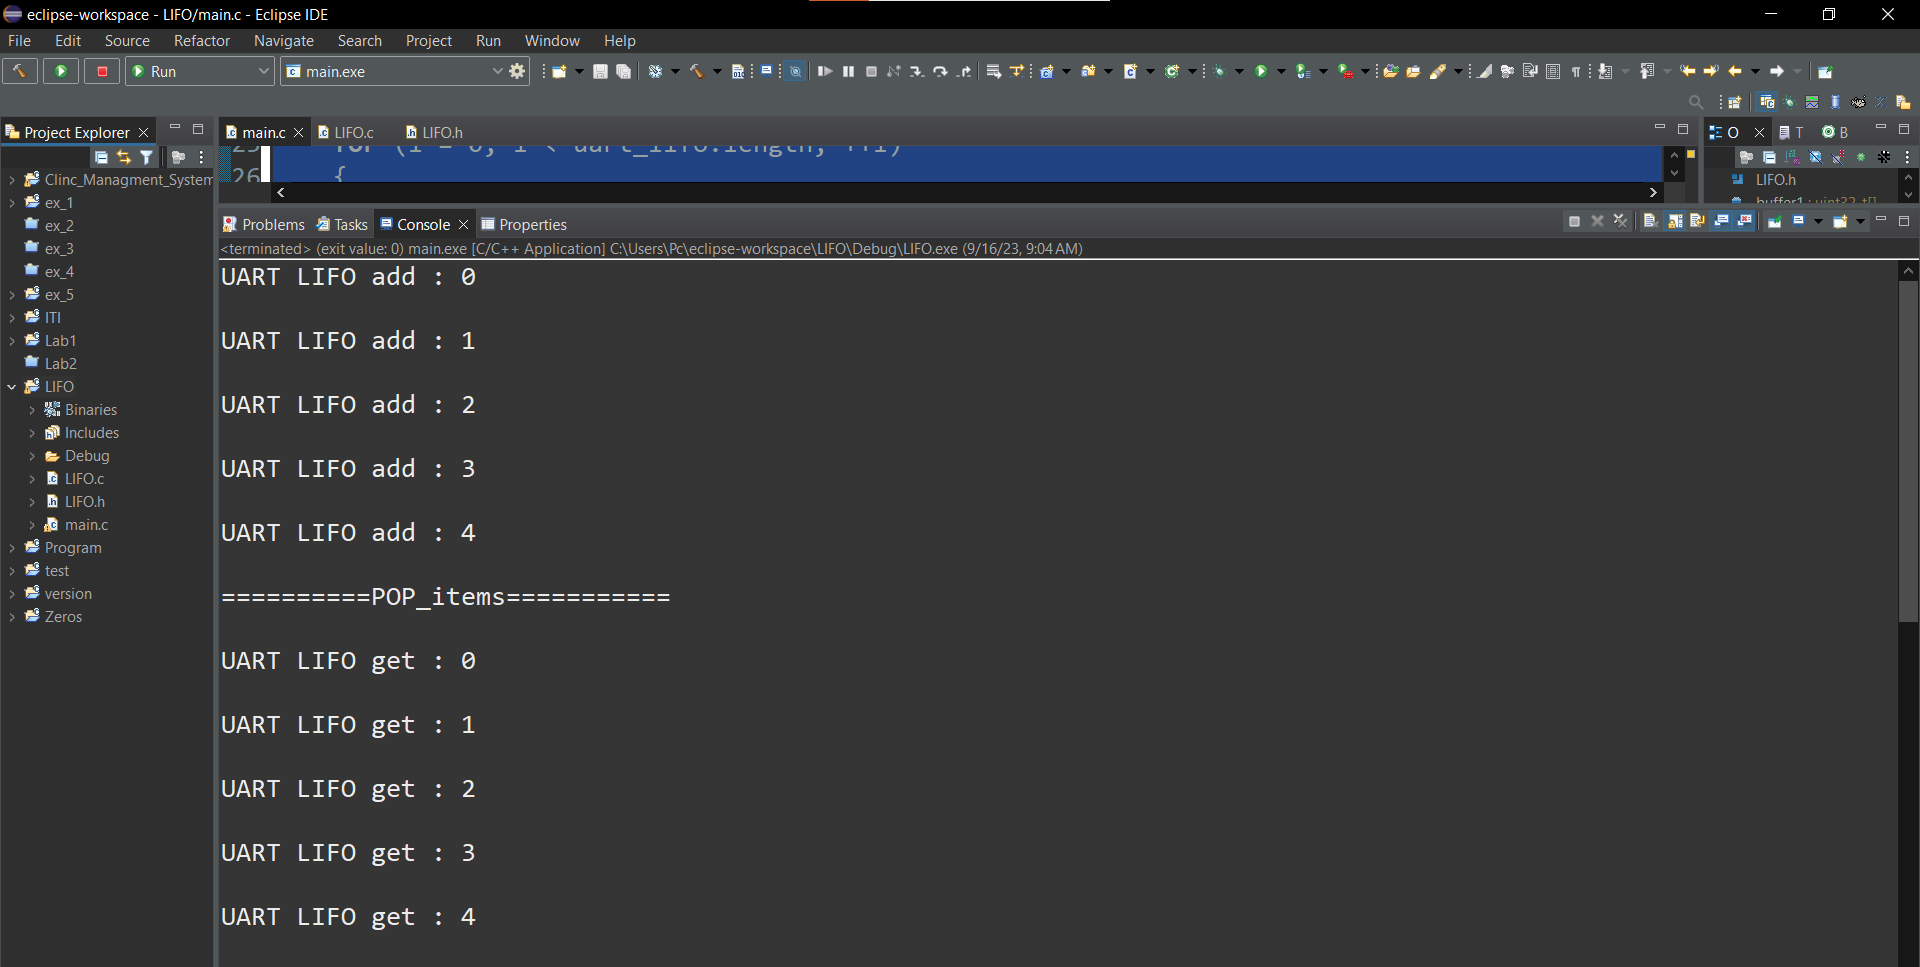 eclipse-workspace - LIFO/main.c - Eclipse IDE
File Edit Source Refactor Navigate Search Project Run Window Help
Run main.exe
Project Explorer
main.c LIFO.c LIFO.h
O T B
26 {
Clinc_Managment_System
ex_1
ex_2
ex_3
ex_4
ex_5
ITI
Lab1
Lab2
LIFO
Binaries
Includes
Debug
LIFO.c
LIFO.h
main.c
Program
test
version
Zeros
LIFO.h
buffer1 : uint32_t[]
Problems Tasks Console Properties
<terminated> (exit value: 0) main.exe [C/C++ Application] C:\Users\Pc\eclipse-workspace\LIFO\Debug\LIFO.exe (9/16/23, 9:04 AM)
UART LIFO add : 0
UART LIFO add : 1
UART LIFO add : 2
UART LIFO add : 3
UART LIFO add : 4
==========POP_items===========
UART LIFO get : 0
UART LIFO get : 1
UART LIFO get : 2
UART LIFO get : 3
UART LIFO get : 4